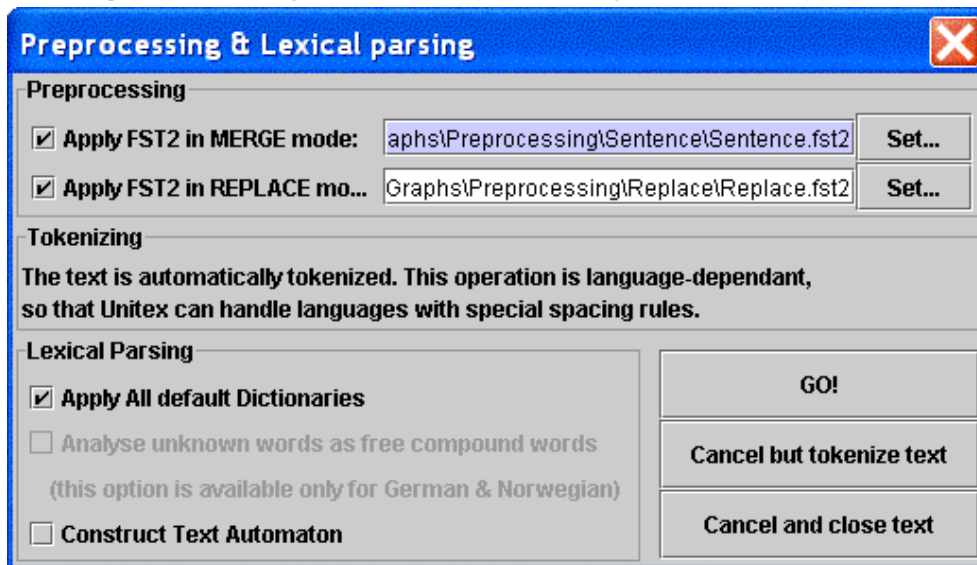 Preprocessing & Lexical parsing
Preprocessing
Apply FST2 in MERGE mode: aphs\Preprocessing\Sentence\Sentence.fst2 Set...
Apply FST2 in REPLACE mo... Graphs\Preprocessing\Replace\Replace.fst2 Set...
Tokenizing
The text is automatically tokenized. This operation is language-dependant,
so that Unitex can handle languages with special spacing rules.
Lexical Parsing
Apply All default Dictionaries
Analyse unknown words as free compound words
(this option is available only for German & Norwegian)
Construct Text Automaton
GO!
Cancel but tokenize text
Cancel and close text